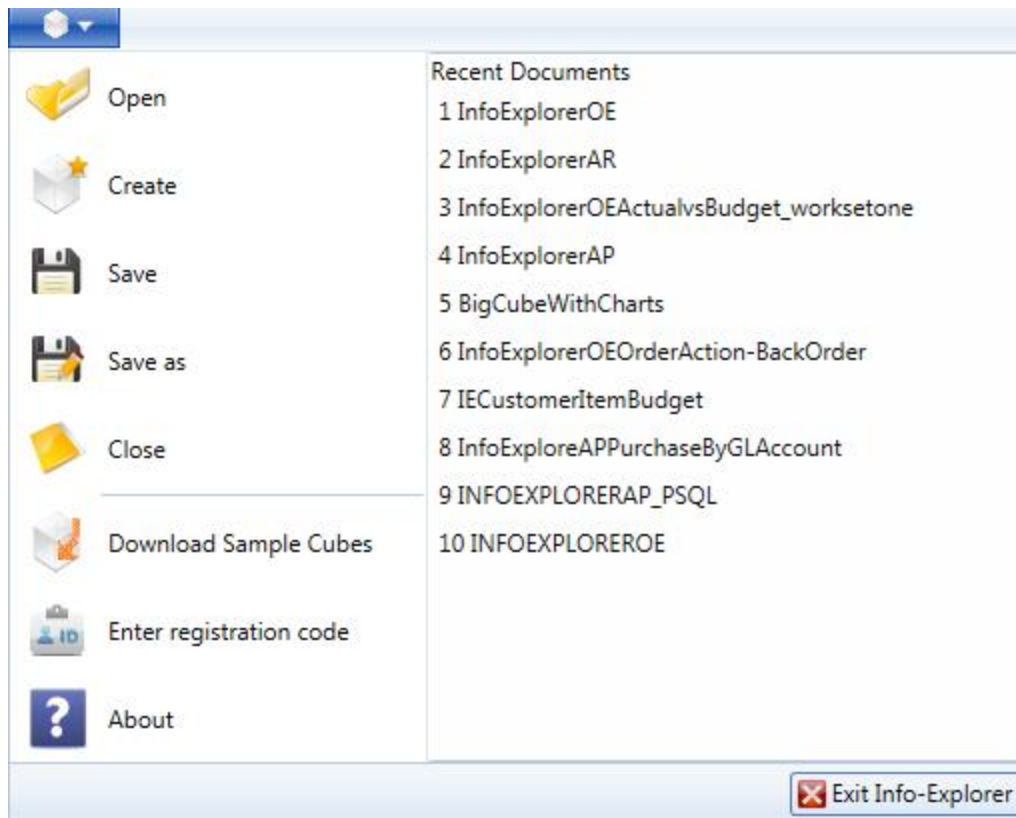 Open
Create
Save
Save as
Close
Download Sample Cubes
Enter registration code
About
Recent Documents
1 InfoExplorerOE
2 InfoExplorerAR
3 InfoExplorerOEActualvsBudget_worksetone
4 InfoExplorerAP
5 BigCubeWithCharts
6 InfoExplorerOEOrderAction-BackOrder
7 IECustomerItemBudget
8 InfoExploreAPPurchaseByGLAccount
9 INFOEXPLORERAP_PSQL
10 INFOEXPLOREROE
ID
?
Exit Info-Explorer